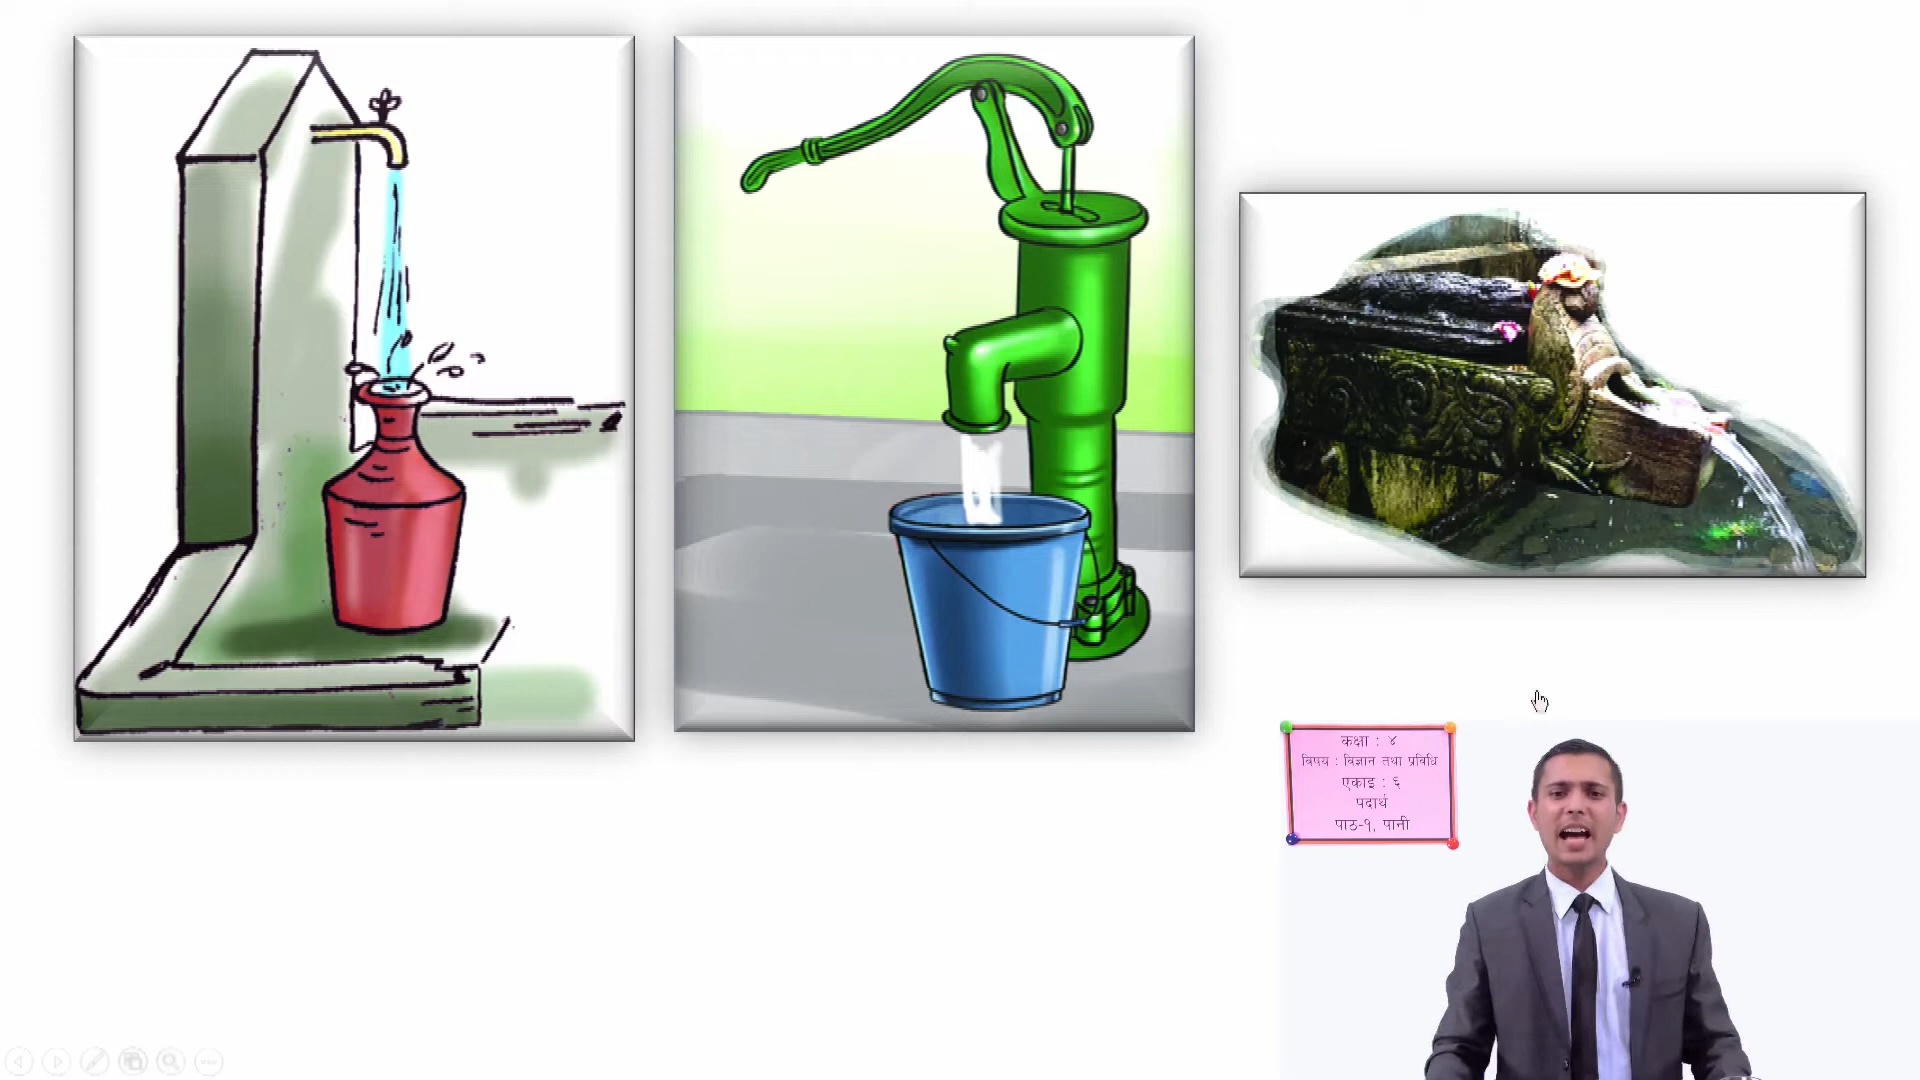 कक्षा : ४
विषय : विज्ञान तथा प्रविधि
एकाइ : ६
पदार्थ
पाठ-१, पानी